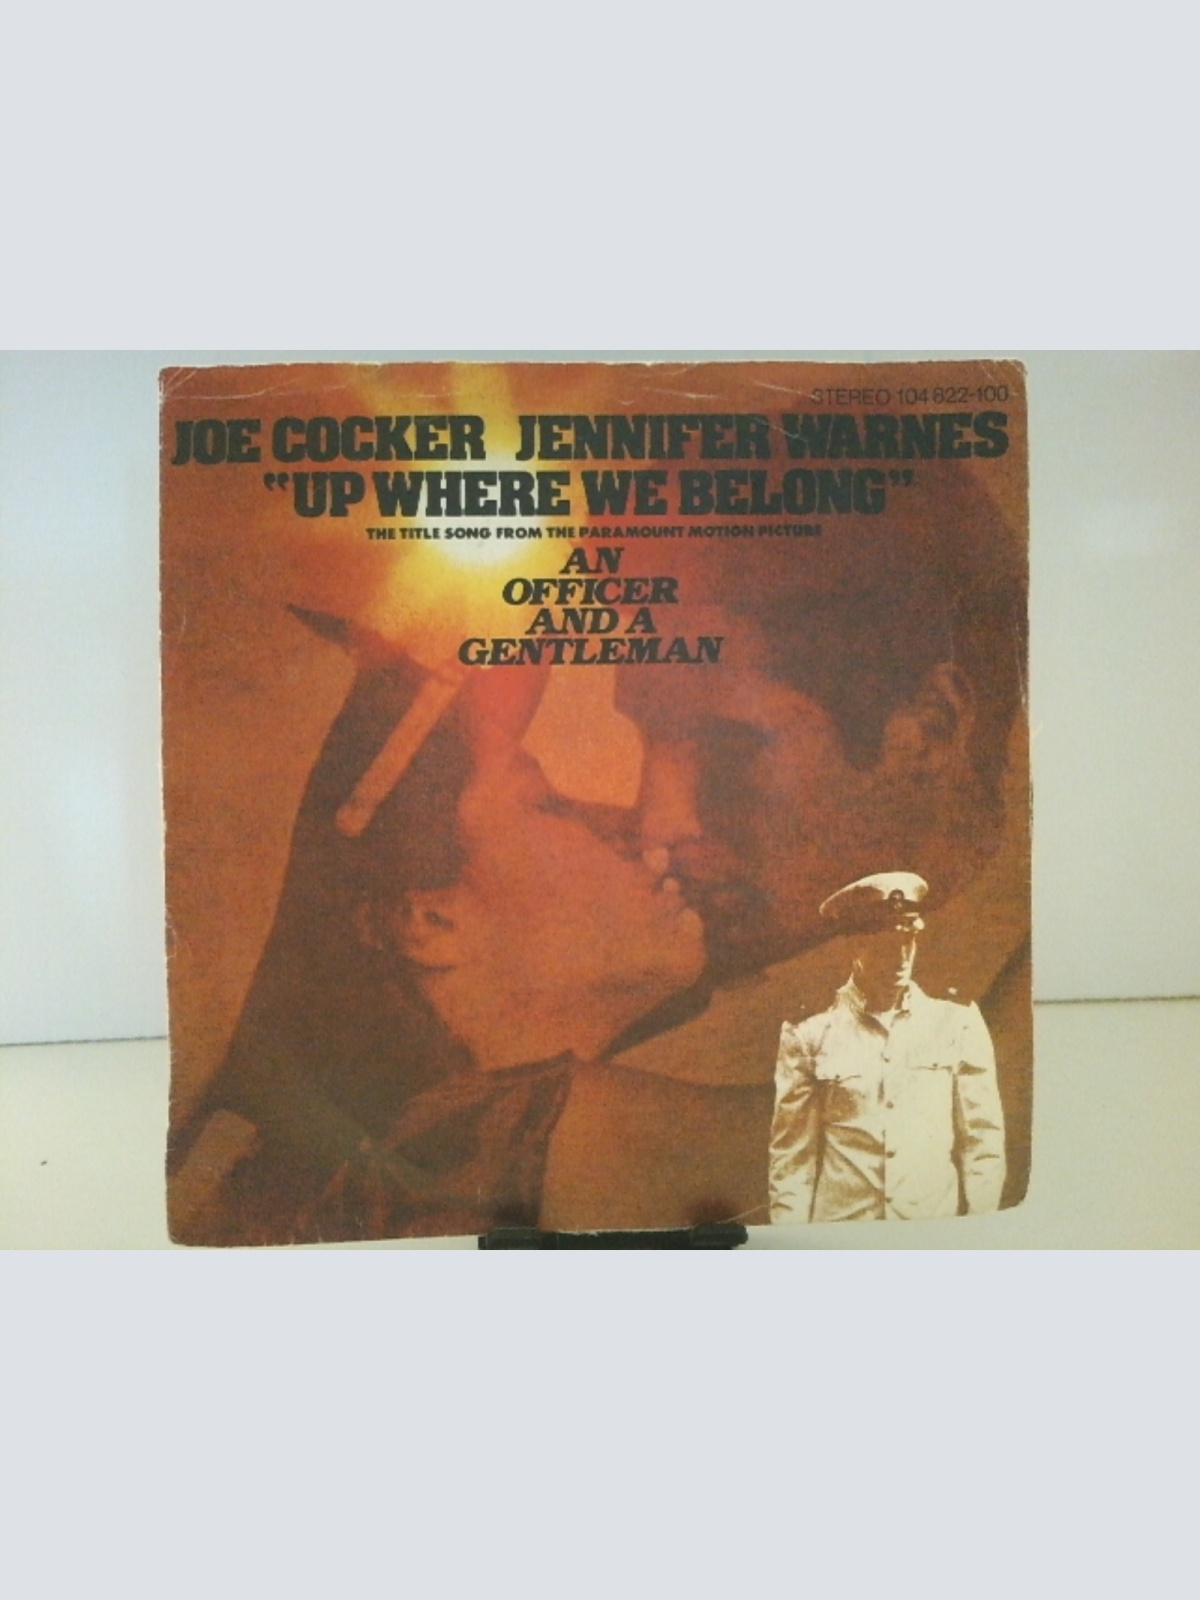 STEREO 104 822-100
JOE COCKER JENNIFER WARNES
"UP WHERE WE BELONG"
THE TITLE SONG FROM THE PARAMOUNT MOTION PICTURE
AN
OFFICER
AND A
GENTLEMAN